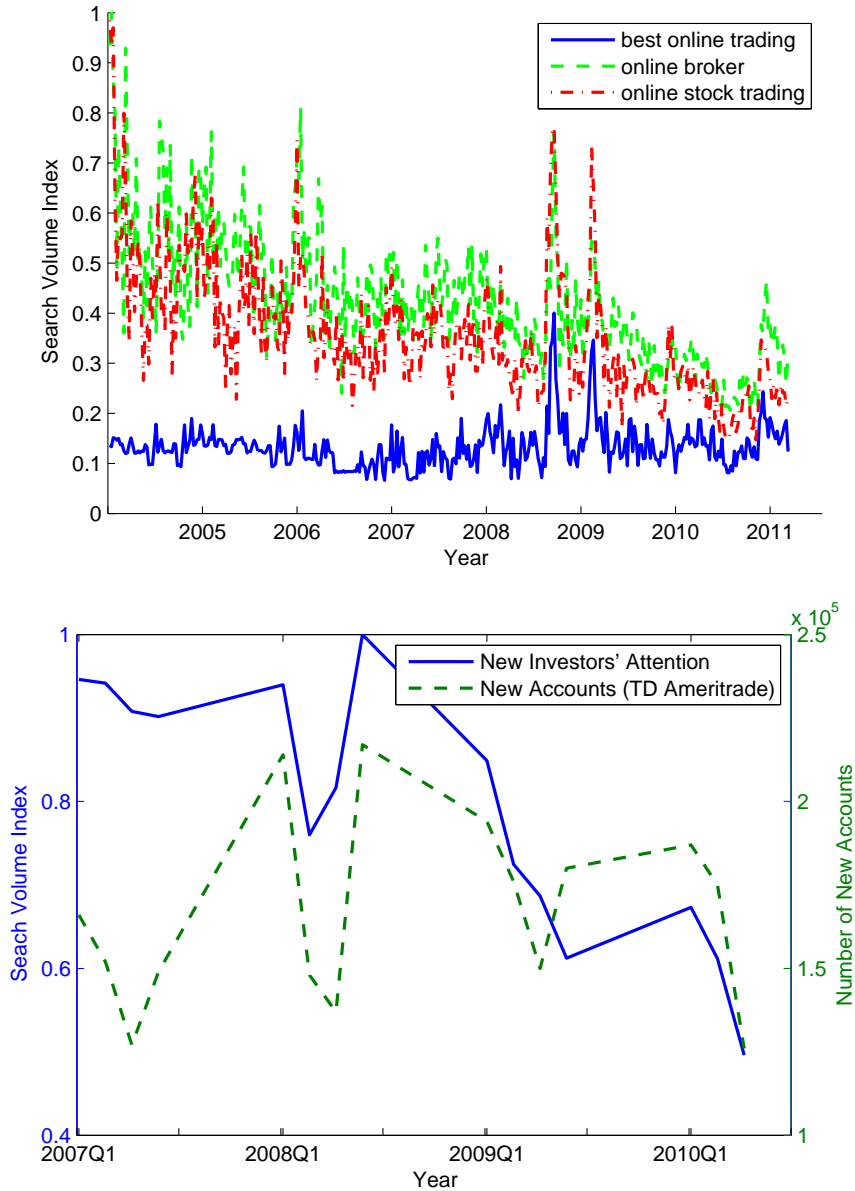 best online trading
online broker
online stock trading
1
0.9
0.8
0.7
0.6
0.5
0.4
0.3
0.2
0.1
0
Search Volume Index
2005 2006 2007 2008 2009 2010 2011
Year
x 10^5
New Investors' Attention
New Accounts (TD Ameritrade)
1
0.8
0.6
0.4
Seach Volume Index
2.5
2
1.5
1
Number of New Accounts
2007Q1 2008Q1 2009Q1 2010Q1
Year